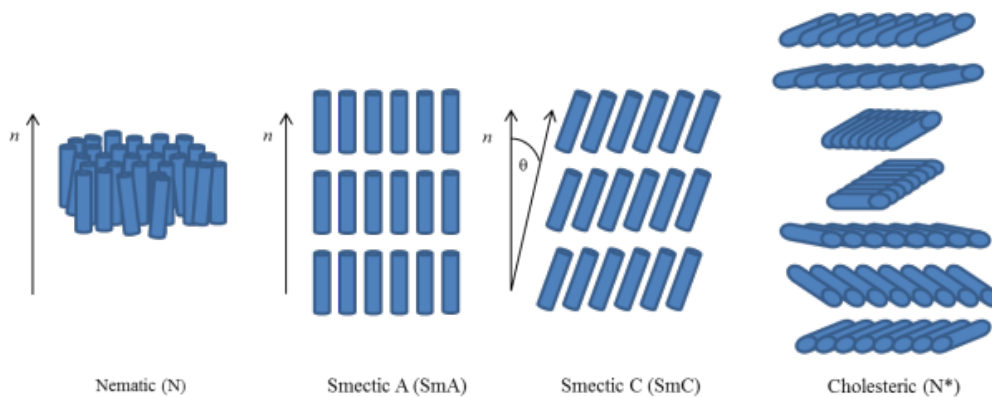 n
n
n
θ
Nematic (N)
Smectic A (SmA)
Smectic C (SmC)
Cholesteric (N*)